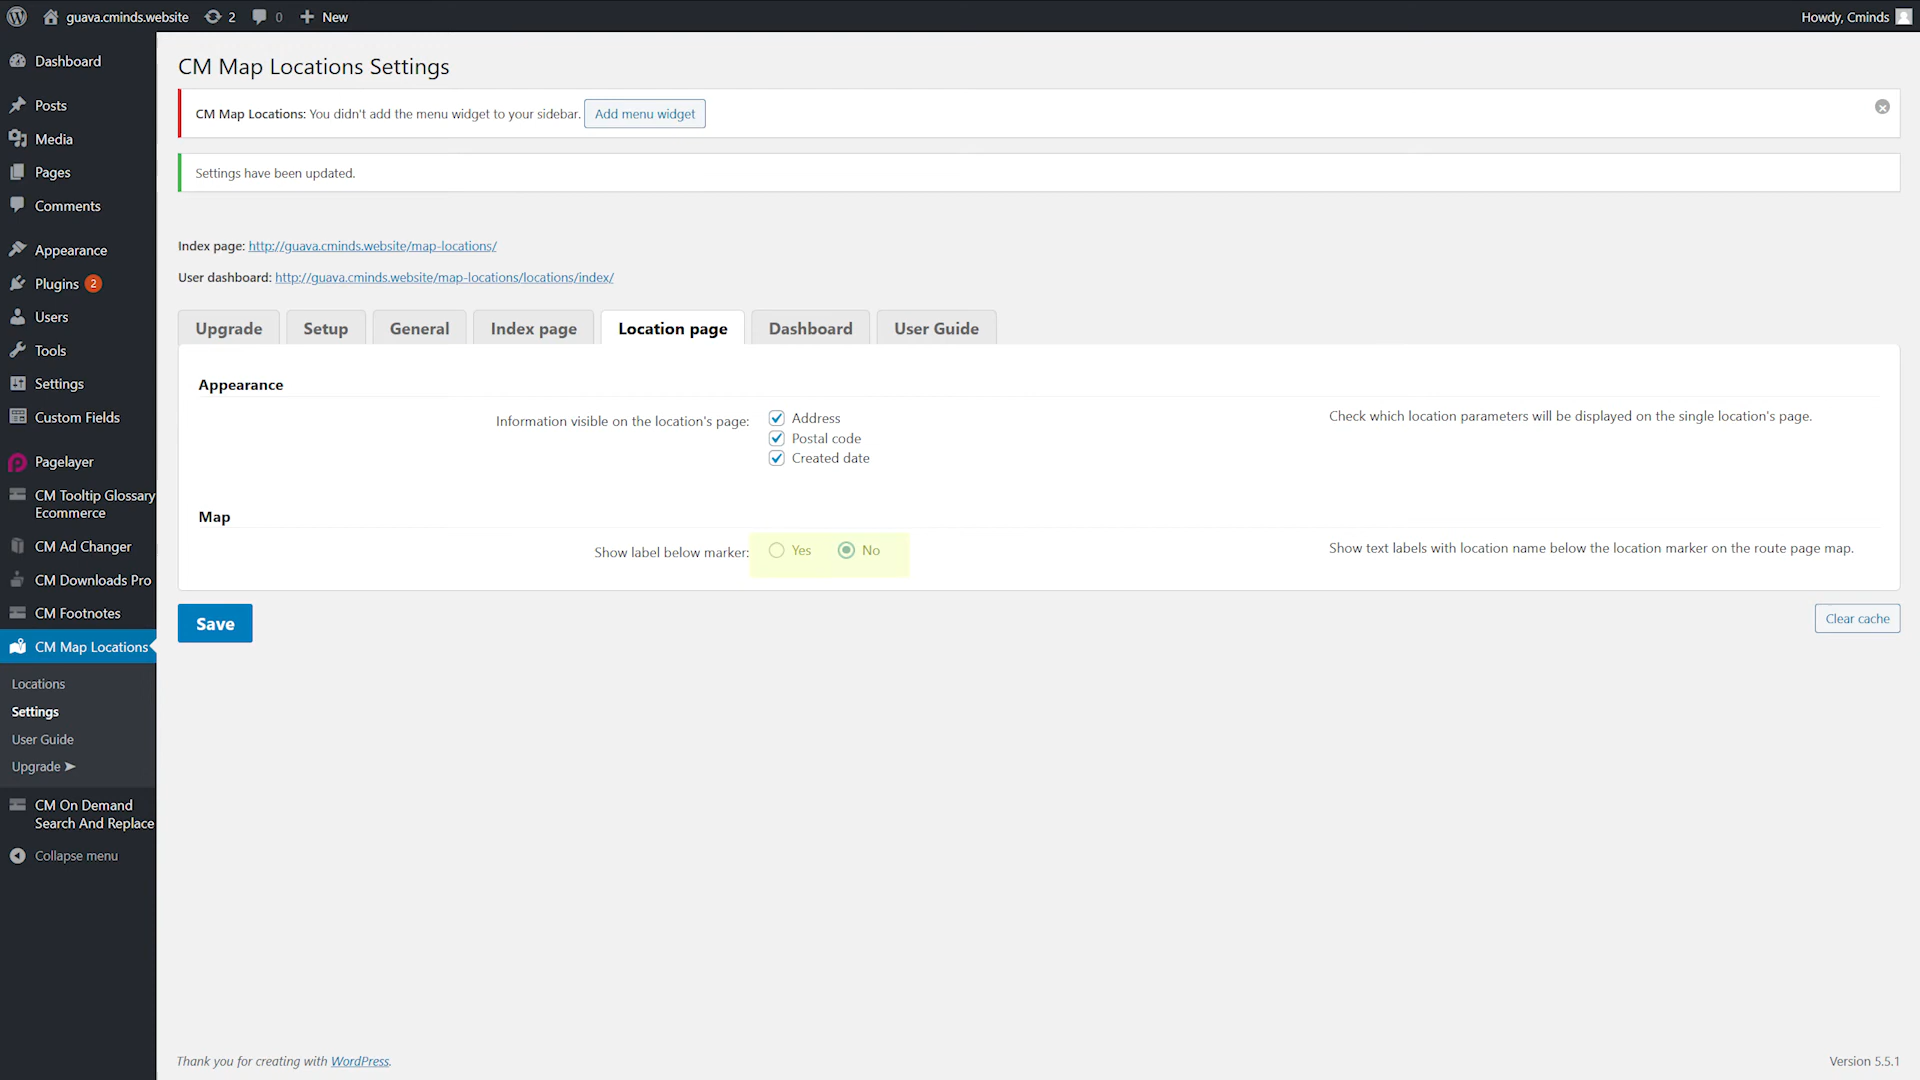 guava.cminds.website 2 0 New
Howdy, Cminds
Dashboard
Posts
Media
Pages
Comments
Appearance
Plugins 2
Users
Tools
Settings
Custom Fields
Pagelayer
CM Tooltip Glossary
Ecommerce
CM Ad Changer
CM Downloads Pro
CM Footnotes
CM Map Locations
Locations
Settings
User Guide
Upgrade ➤
CM On Demand
Search And Replace
Collapse menu
CM Map Locations Settings
CM Map Locations: You didn't add the menu widget to your sidebar. Add menu widget
Settings have been updated.
Index page: http://guava.cminds.website/map-locations/
User dashboard: http://guava.cminds.website/map-locations/locations/index/
Upgrade Setup General Index page Location page Dashboard User Guide
Appearance
Information visible on the location's page: Address
Postal code
Created date
Check which location parameters will be displayed on the single location's page.
Map
Show label below marker: Yes No
Show text labels with location name below the location marker on the route page map.
Save
Clear cache
Thank you for creating with WordPress.
Version 5.5.1